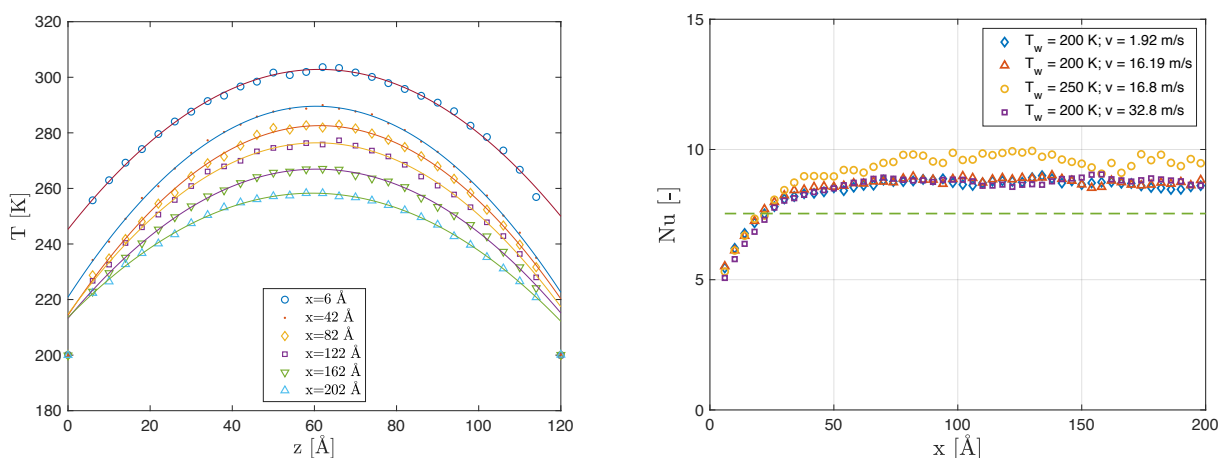 320
300
280
260
240
220
200
180
T [K]
0 20 40 60 80 100 120
z [Å]
x=6 Å
x=42 Å
x=82 Å
x=122 Å
x=162 Å
x=202 Å
15
10
5
0
Nu [-]
0 50 100 150 200
x [Å]
T_w = 200 K; v = 1.92 m/s
T_w = 200 K; v = 16.19 m/s
T_w = 250 K; v = 16.8 m/s
T_w = 200 K; v = 32.8 m/s